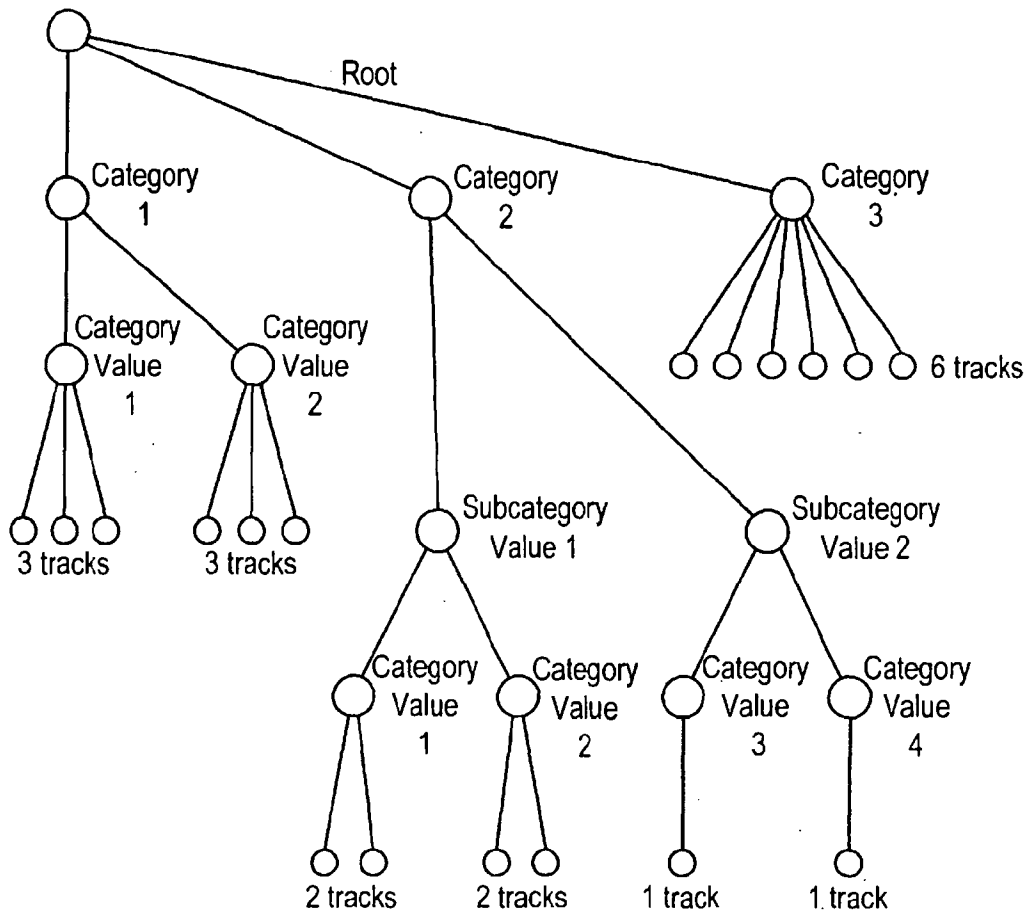 Root
Category
1
Category
2
Category
3
Category
Value
1
Category
Value
2
6 tracks
3 tracks
3 tracks
Subcategory
Value 1
Subcategory
Value 2
Category
Value
1
Category
Value
2
Category
Value
3
Category
Value
4
2 tracks
2 tracks
1 track
1 track